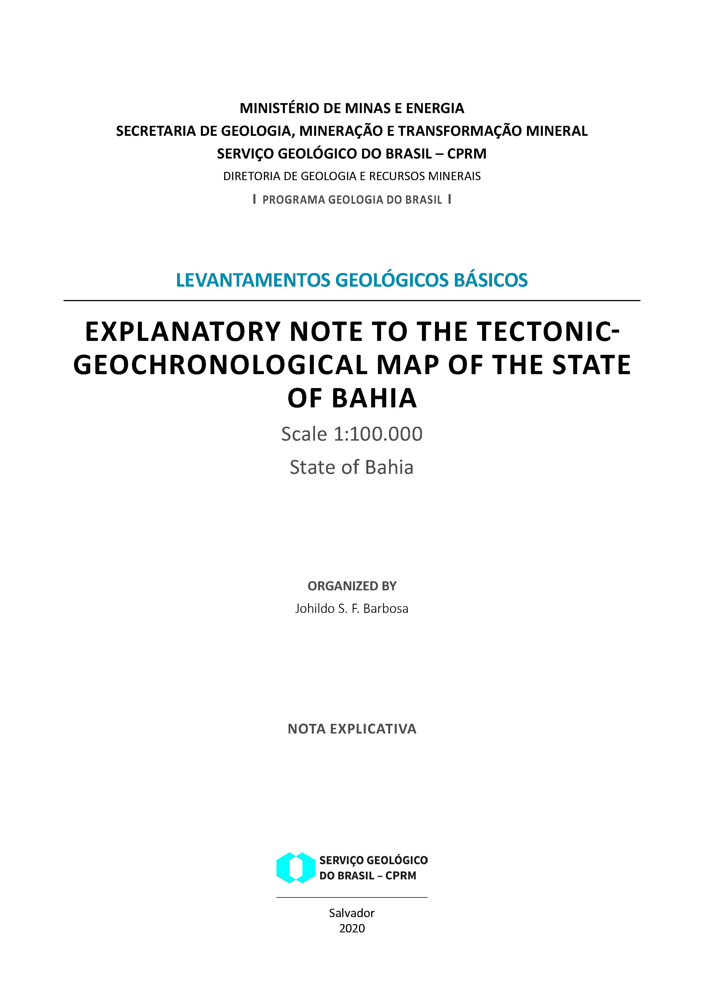 MINISTÉRIO DE MINAS E ENERGIA
SECRETARIA DE GEOLOGIA, MINERAÇÃO E TRANSFORMAÇÃO MINERAL
SERVIÇO GEOLÓGICO DO BRASIL – CPRM
DIRETORIA DE GEOLOGIA E RECURSOS MINERAIS
I PROGRAMA GEOLOGIA DO BRASIL I
LEVANTAMENTOS GEOLÓGICOS BÁSICOS
EXPLANATORY NOTE TO THE TECTONIC-
GEOCHRONOLOGICAL MAP OF THE STATE
OF BAHIA
Scale 1:100.000
State of Bahia
ORGANIZED BY
Johildo S. F. Barbosa
NOTA EXPLICATIVA
SERVIÇO GEOLÓGICO
DO BRASIL – CPRM
Salvador
2020